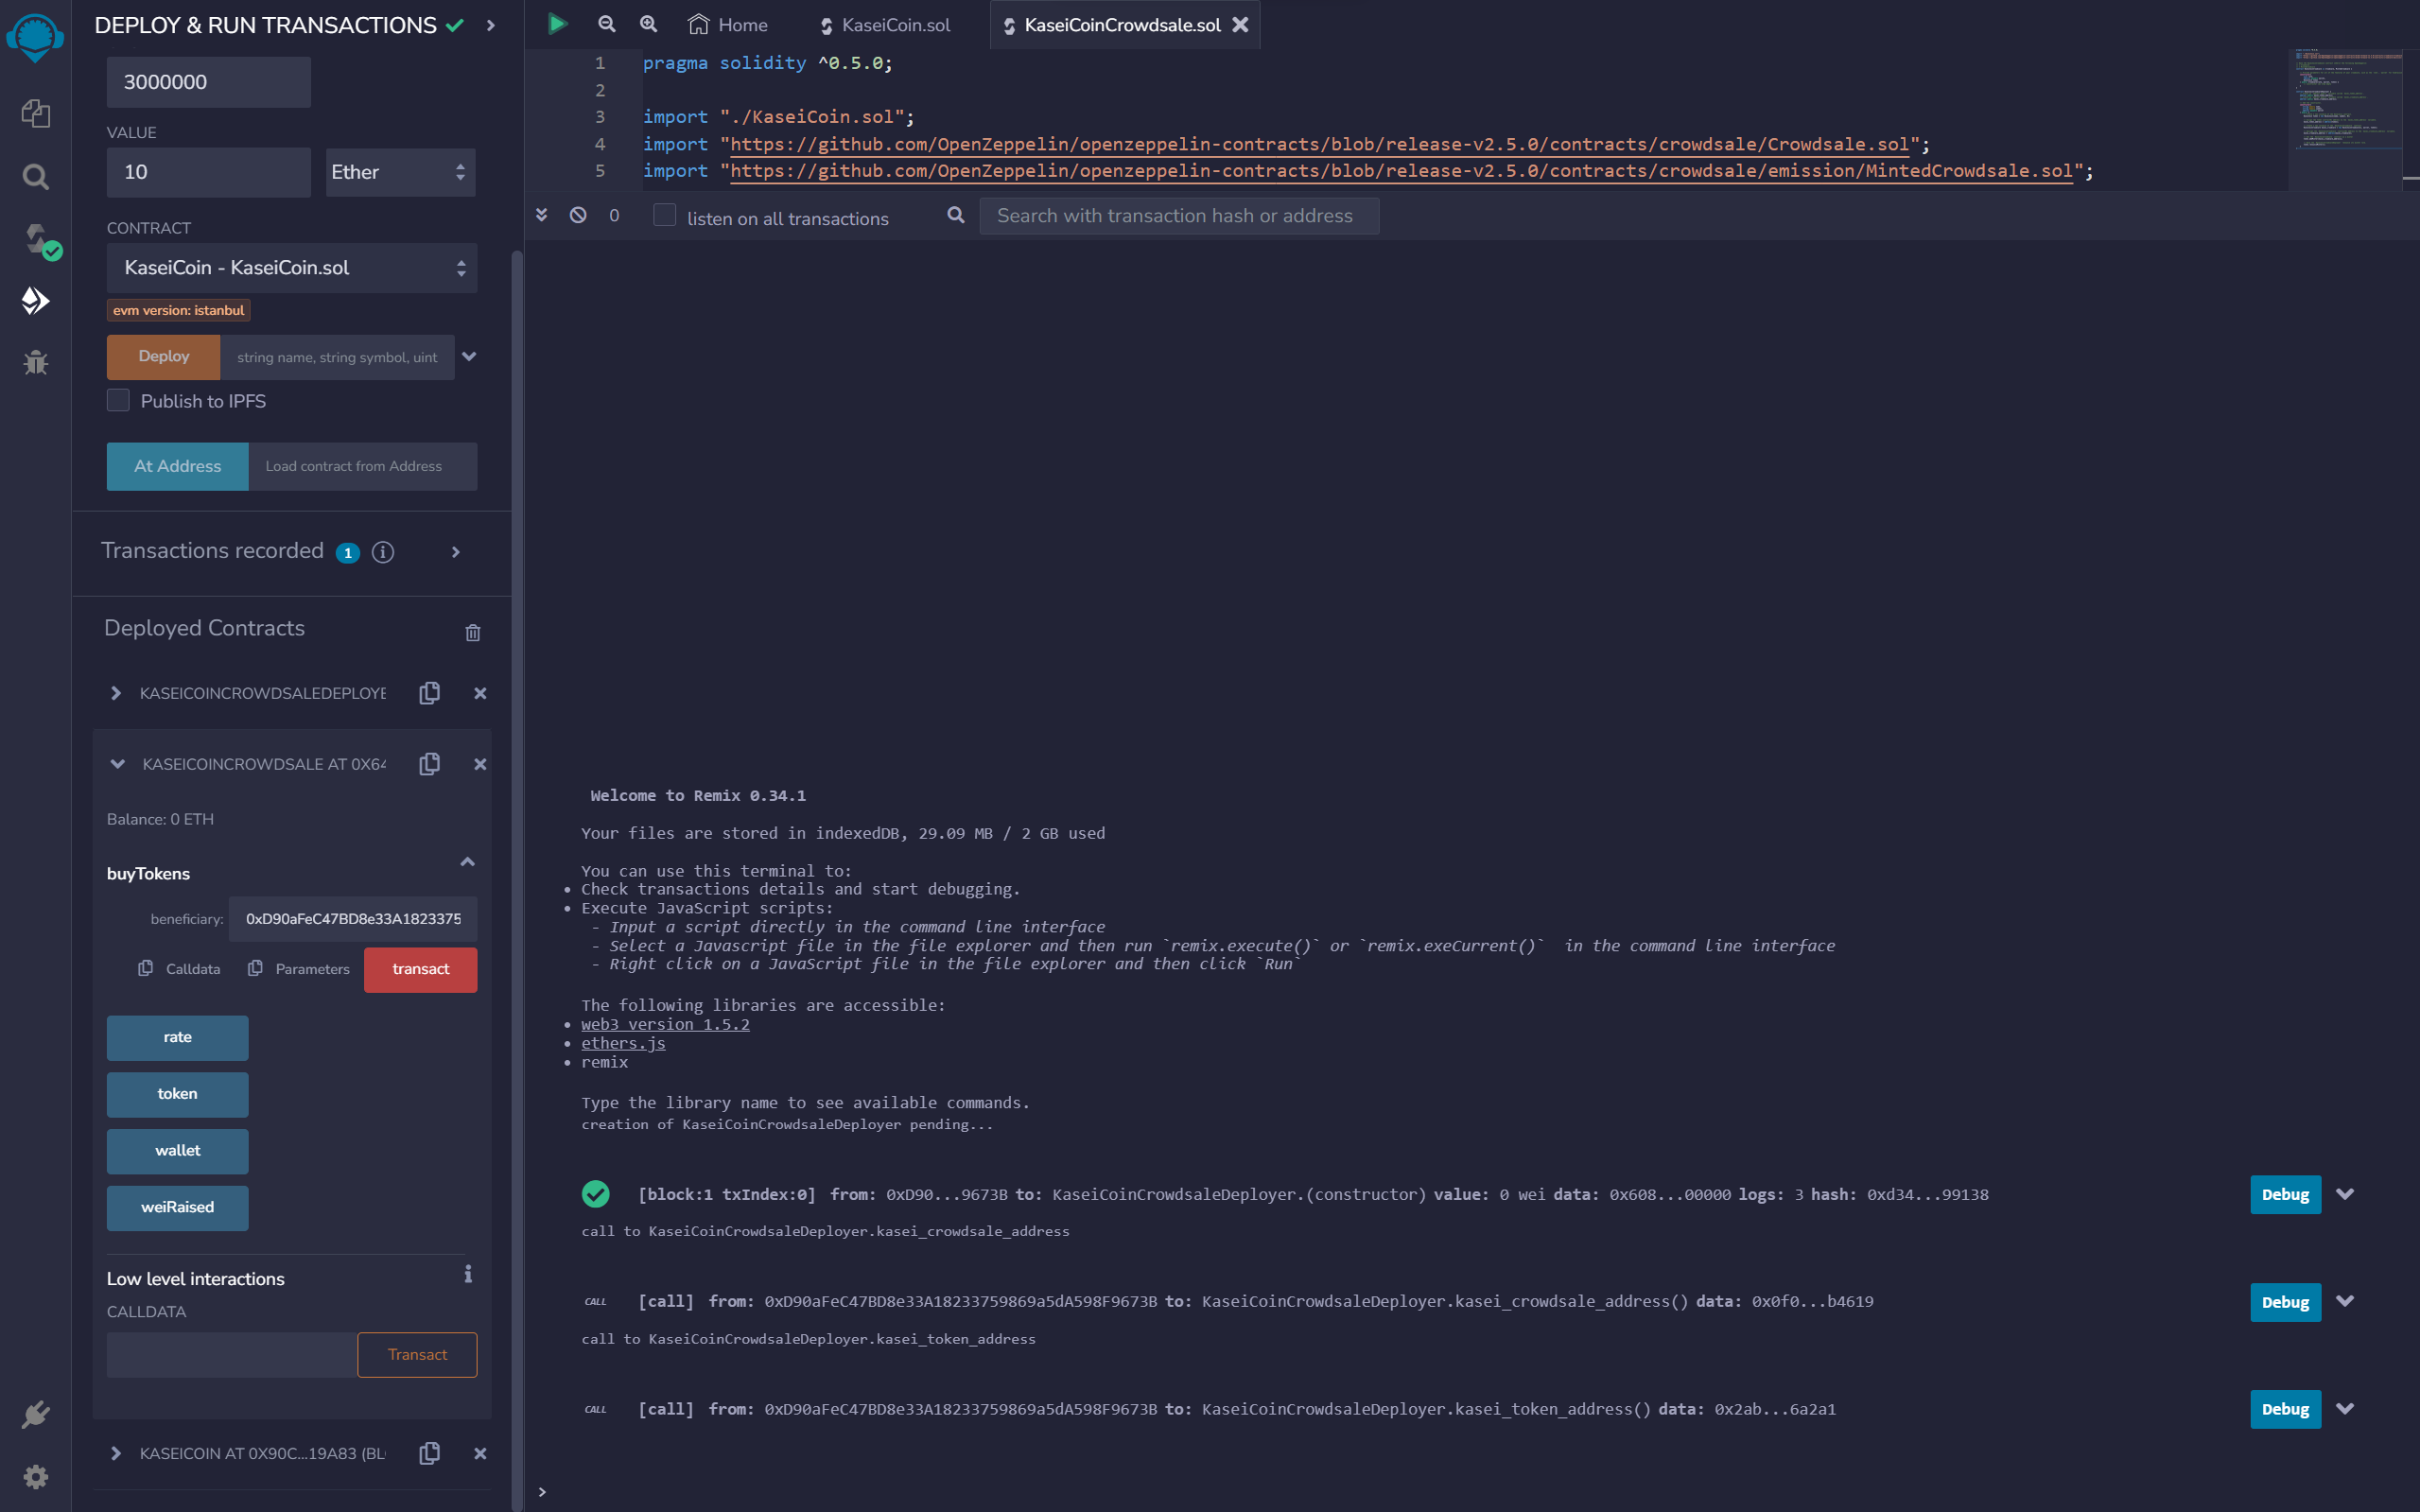 DEPLOY & RUN TRANSACTIONS
3000000
VALUE
10
Ether
CONTRACT
KaseiCoin - KaseiCoin.sol
evm version: istanbul
Deploy
string name, string symbol, uint
Publish to IPFS
At Address
Load contract from Address
Transactions recorded 1 i
Deployed Contracts
KASEICOINCROWDSALEDEPLOYE
KASEICOINCROWDSALE AT 0X64
Balance: 0 ETH
buyTokens
beneficiary: 0xD90aFeC47BD8e33A1823375
Calldata Parameters transact
rate
token
wallet
weiRaised
Low level interactions
CALLDATA
Transact
KASEICOIN AT 0X90C...19A83 (BL
Home
KaseiCoin.sol
KaseiCoinCrowdsale.sol
1 pragma solidity ^0.5.0;
2
3 import "./KaseiCoin.sol";
4 import "https://github.com/OpenZeppelin/openzeppelin-contracts/blob/release-v2.5.0/contracts/crowdsale/Crowdsale.sol";
5 import "https://github.com/OpenZeppelin/openzeppelin-contracts/blob/release-v2.5.0/contracts/crowdsale/emission/MintedCrowdsale.sol";
0 listen on all transactions Search with transaction hash or address
Welcome to Remix 0.34.1
Your files are stored in indexedDB, 29.09 MB / 2 GB used
You can use this terminal to:
• Check transactions details and start debugging.
• Execute JavaScript scripts:
- Input a script directly in the command line interface
- Select a Javascript file in the file explorer and then run `remix.execute()` or `remix.exeCurrent()` in the command line interface
- Right click on a JavaScript file in the file explorer and then click `Run`
The following libraries are accessible:
• web3 version 1.5.2
• ethers.js
• remix
Type the library name to see available commands.
creation of KaseiCoinCrowdsaleDeployer pending...
[block:1 txIndex:0] from: 0xD90...9673B to: KaseiCoinCrowdsaleDeployer.(constructor) value: 0 wei data: 0x608...00000 logs: 3 hash: 0xd34...99138 Debug
call to KaseiCoinCrowdsaleDeployer.kasei_crowdsale_address
CALL [call] from: 0xD90aFeC47BD8e33A18233759869a5dA598F9673B to: KaseiCoinCrowdsaleDeployer.kasei_crowdsale_address() data: 0x0f0...b4619 Debug
call to KaseiCoinCrowdsaleDeployer.kasei_token_address
CALL [call] from: 0xD90aFeC47BD8e33A18233759869a5dA598F9673B to: KaseiCoinCrowdsaleDeployer.kasei_token_address() data: 0x2ab...6a2a1 Debug
>